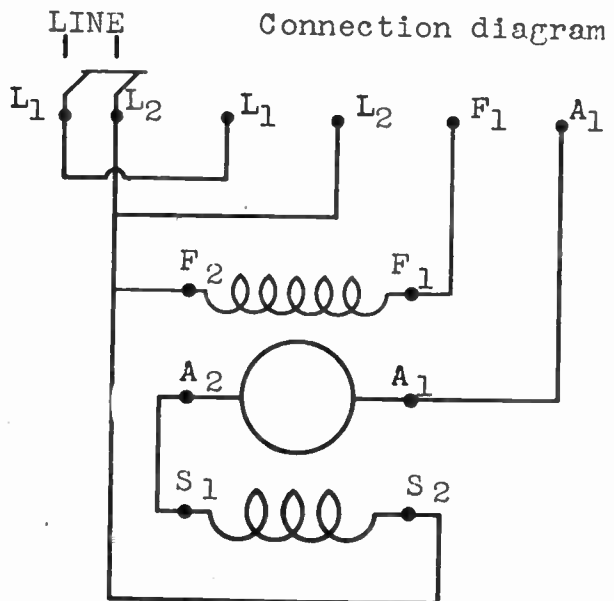 LINE Connection diagram
L1 L2 L1 L2 F1 A1
F2 F1
A2 A1
S1 S2